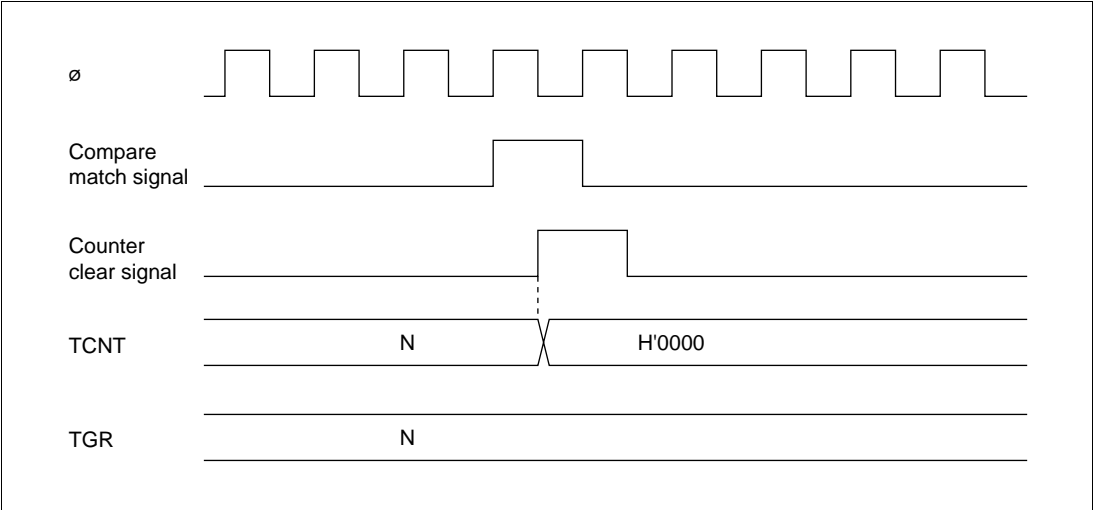 ø
Compare
match signal
Counter
clear signal
TCNT
N
H'0000
TGR
N